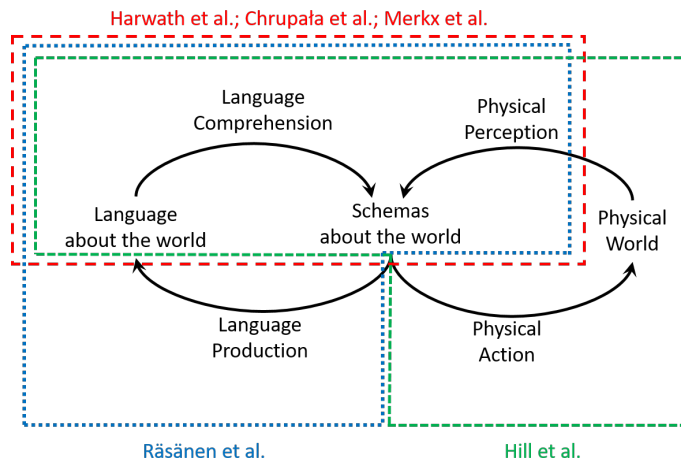 Harwath et al.; Chrupała et al.; Merkx et al.
Language
Comprehension
Physical
Perception
Language
about the world
Schemas
about the world
Physical
World
Language
Production
Physical
Action
Räsänen et al.
Hill et al.